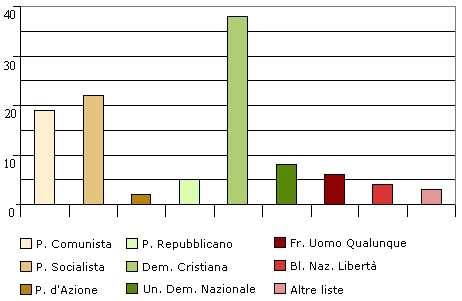 40
30
20
10
0
P. Comunista P. Repubblicano Fr. Uomo Qualunque
P. Socialista Dem. Cristiana Bl. Naz. Libertà
P. d'Azione Un. Dem. Nazionale Altre liste